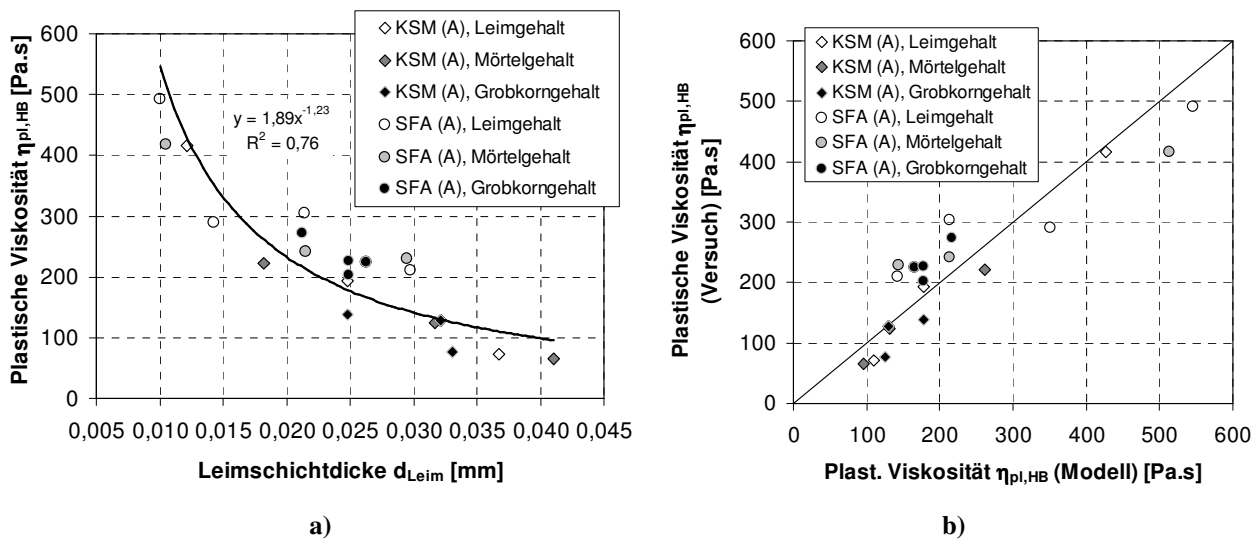 600
500
400
300
200
100
0
Plastische Viskosität ηpl,HB [Pa.s]
KSM (A), Leimgehalt
KSM (A), Mörtelgehalt
KSM (A), Grobkorngehalt
SFA (A), Leimgehalt
SFA (A), Mörtelgehalt
SFA (A), Grobkorngehalt
y = 1,89x^-1,23
R² = 0,76
0,005 0,010 0,015 0,020 0,025 0,030 0,035 0,040 0,045
Leimschichtdicke dLeim [mm]
a)
600
500
400
300
200
100
0
Plastische Viskosität ηpl,HB
(Versuch) [Pa.s]
KSM (A), Leimgehalt
KSM (A), Mörtelgehalt
KSM (A), Grobkorngehalt
SFA (A), Leimgehalt
SFA (A), Mörtelgehalt
SFA (A), Grobkorngehalt
0 100 200 300 400 500 600
Plast. Viskosität ηpl,HB (Modell) [Pa.s]
b)